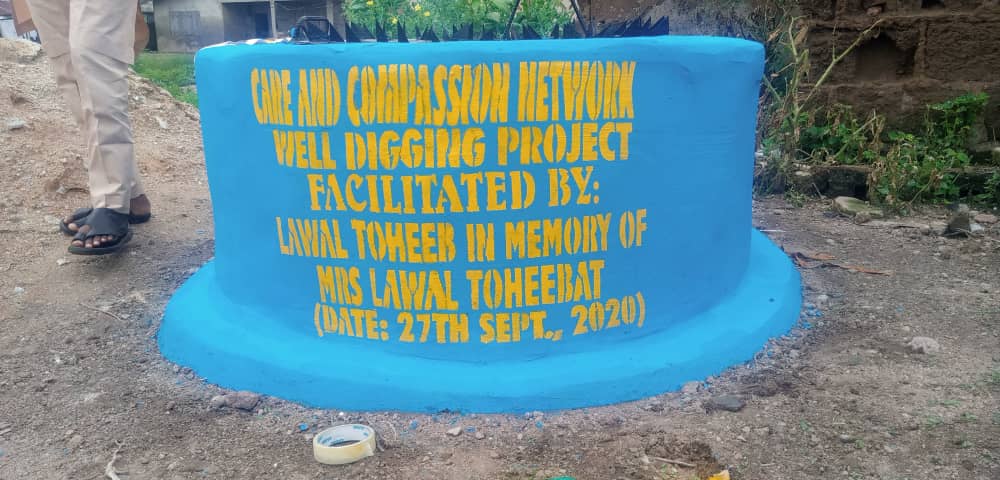 CARE AND COMPASSION NETWORK
WELL DIGGING PROJECT
FACILITATED BY:
LAWAL TOHEEB IN MEMORY OF
MRS LAWAL TOHEEBAT
(DATE: 27TH SEPT., 2020)